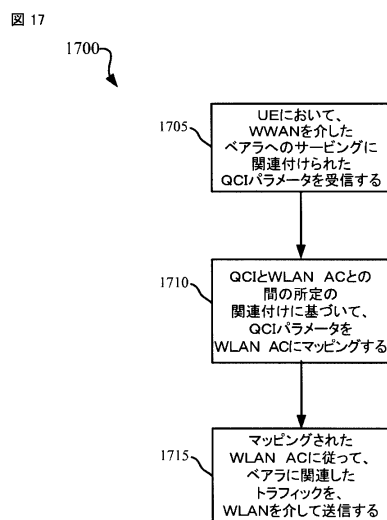 図 17
1700
1705
UEにおいて、
WWANを介した
ベアラへのサービングに
関連付けられた
QCIパラメータを受信する
1710
QCIとWLAN ACとの
間の所定の
関連付けに基づいて、
QCIパラメータを
WLAN ACにマッピングする
1715
マッピングされた
WLAN ACに従って、
ベアラに関連した
トラフィックを、
WLANを介して送信する